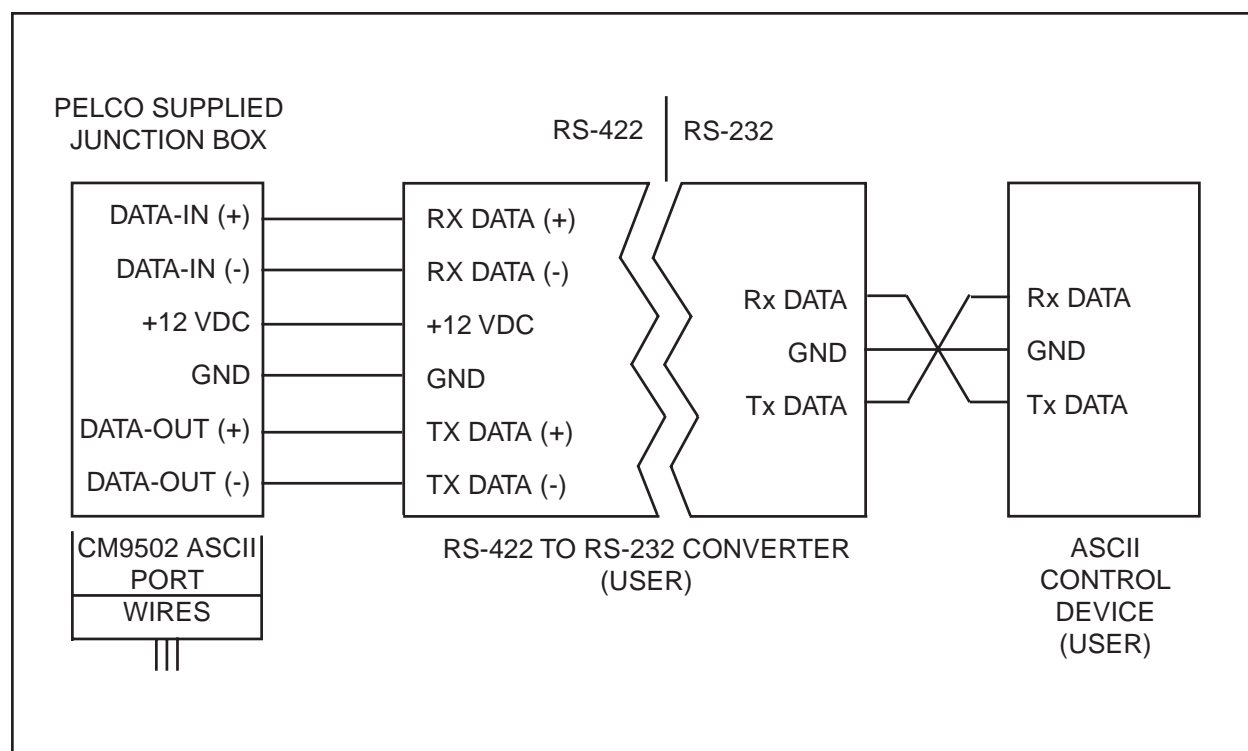 PELCO SUPPLIED
JUNCTION BOX
RS-422
RS-232
DATA-IN (+)
DATA-IN (-)
+12 VDC
GND
DATA-OUT (+)
DATA-OUT (-)
RX DATA (+)
RX DATA (-)
+12 VDC
GND
TX DATA (+)
TX DATA (-)
Rx DATA
GND
Tx DATA
Rx DATA
GND
Tx DATA
CM9502 ASCII
PORT
WIRES
RS-422 TO RS-232 CONVERTER
(USER)
ASCII
CONTROL
DEVICE
(USER)